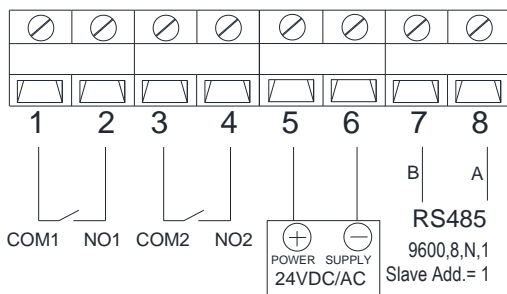 1 2 3 4 5 6 7 8
B A
COM1 NO1 COM2 NO2
POWER SUPPLY
24VDC/AC
RS485
9600,8,N,1
Slave Add.= 1